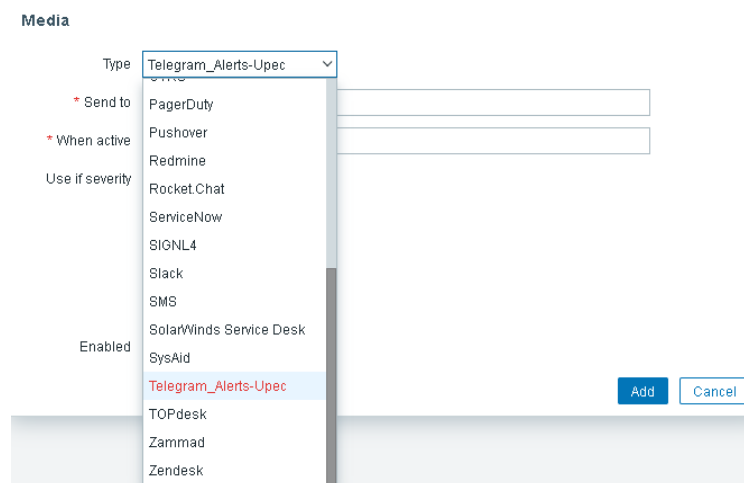 Media
Type
Telegram_Alerts-Upec
* Send to
PagerDuty
Pushover
* When active
Redmine
Use if severity
Rocket.Chat
ServiceNow
SIGNL4
Slack
SMS
SolarWinds Service Desk
Enabled
SysAid
Telegram_Alerts-Upec
Add
Cancel
TOPdesk
Zammad
Zendesk